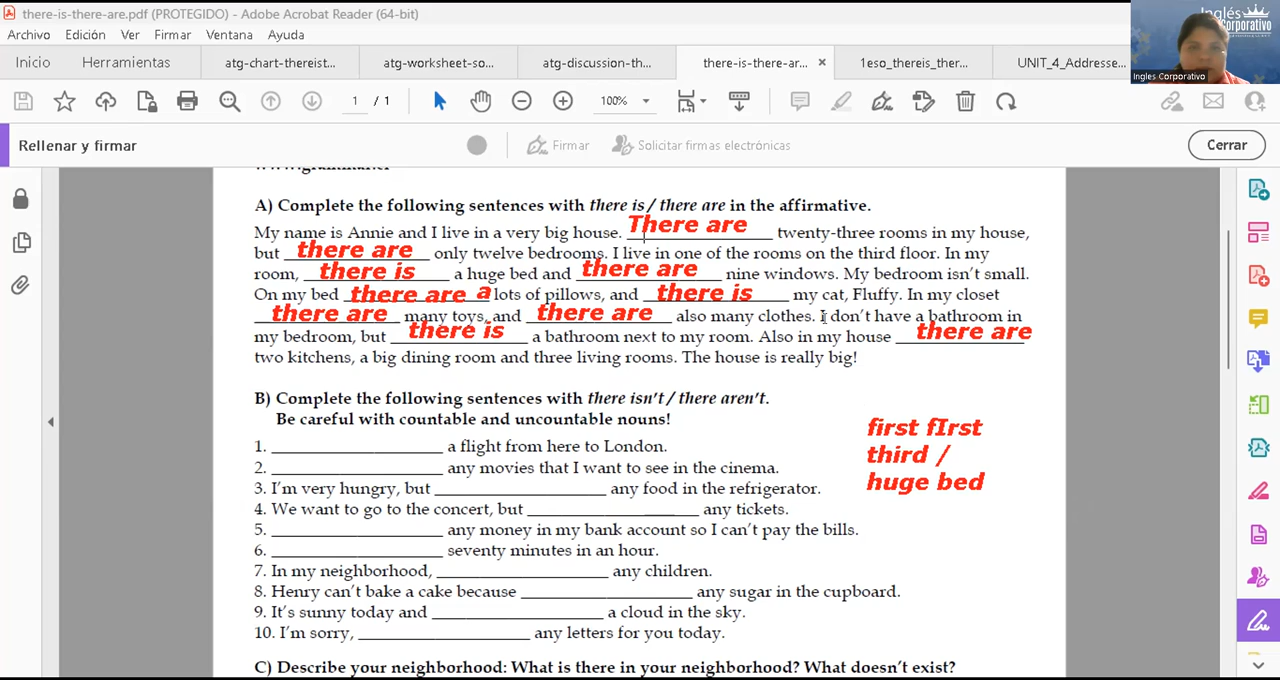 there-is-there-are.pdf (PROTEGIDO) - Adobe Acrobat Reader (64-bit)
Archivo Edición Ver Firmar Ventana Ayuda
Inglés Corporativo
Ingles Corporativo
Inicio Herramientas atg-chart-thereist... atg-worksheet-so... atg-discussion-th... there-is-there-ar... × 1eso_thereis_ther... UNIT_4_Addresse...
1 / 1 100%
Rellenar y firmar Firmar Solicitar firmas electrónicas Cerrar
A) Complete the following sentences with there is / there are in the affirmative.
My name is Annie and I live in a very big house. There are twenty-three rooms in my house,
but there are only twelve bedrooms. I live in one of the rooms on the third floor. In my
room, there is a huge bed and there are nine windows. My bedroom isn't small.
On my bed there are a lots of pillows, and there is my cat, Fluffy. In my closet
there are many toys, and there are also many clothes. I don't have a bathroom in
my bedroom, but there is a bathroom next to my room. Also in my house there are
two kitchens, a big dining room and three living rooms. The house is really big!
B) Complete the following sentences with there isn't / there aren't.
Be careful with countable and uncountable nouns!
first fIrst
third /
huge bed
1. _________________ a flight from here to London.
2. _________________ any movies that I want to see in the cinema.
3. I'm very hungry, but _________________ any food in the refrigerator.
4. We want to go to the concert, but _________________ any tickets.
5. _________________ any money in my bank account so I can't pay the bills.
6. _________________ seventy minutes in an hour.
7. In my neighborhood, _________________ any children.
8. Henry can't bake a cake because _________________ any sugar in the cupboard.
9. It's sunny today and _________________ a cloud in the sky.
10. I'm sorry, _________________ any letters for you today.
C) Describe your neighborhood: What is there in your neighborhood? What doesn't exist?